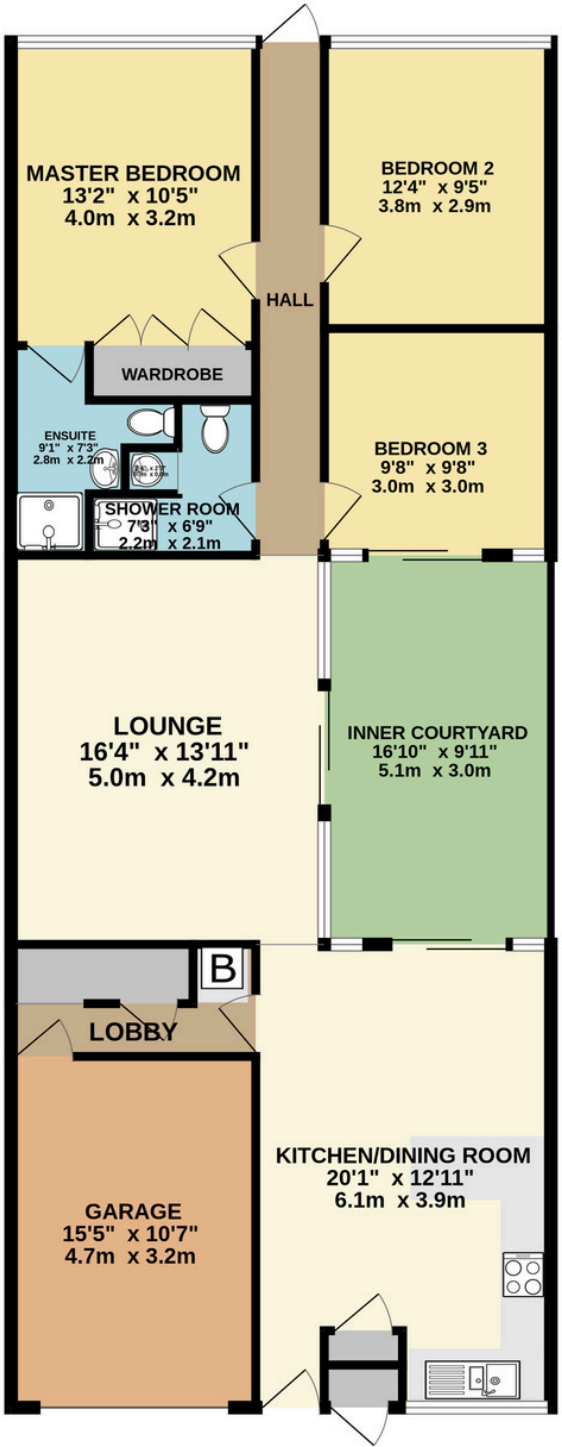 MASTER BEDROOM
13'2" x 10'5"
4.0m x 3.2m
BEDROOM 2
12'4" x 9'5"
3.8m x 2.9m
HALL
WARDROBE
ENSUITE
9'1" x 7'3"
2.8m x 2.2m
BEDROOM 3
9'8" x 9'8"
3.0m x 3.0m
SHOWER ROOM
7'3" x 6'9"
2.2m x 2.1m
LOUNGE
16'4" x 13'11"
5.0m x 4.2m
INNER COURTYARD
16'10" x 9'11"
5.1m x 3.0m
B
LOBBY
KITCHEN/DINING ROOM
20'1" x 12'11"
6.1m x 3.9m
GARAGE
15'5" x 10'7"
4.7m x 3.2m